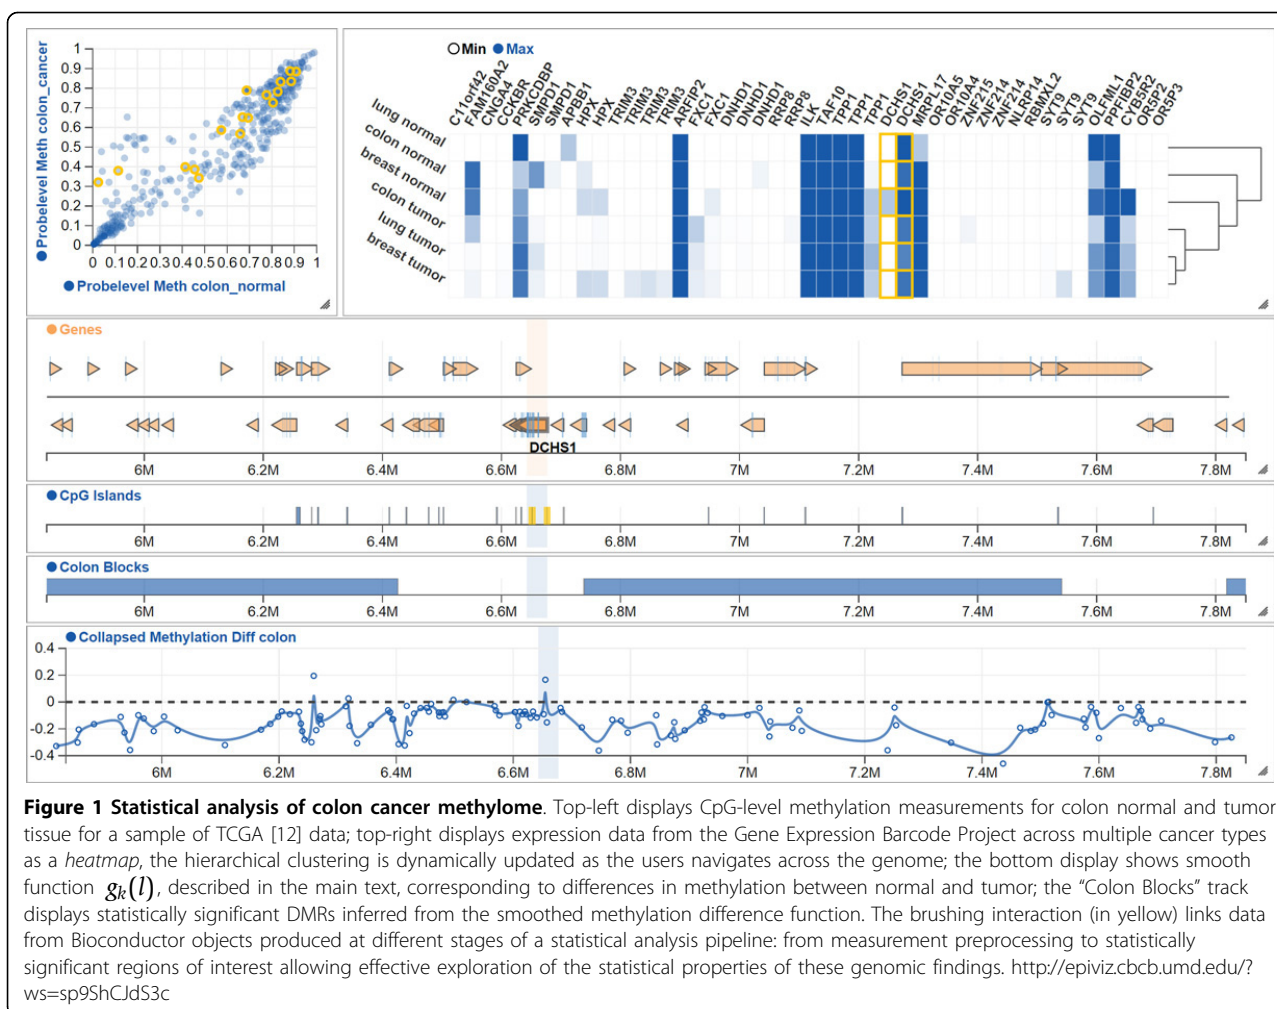 Probelevel Meth colon_cancer
1
0.9
0.8
0.7
0.6
0.5
0.4
0.3
0.2
0.1
0
0 0.1 0.2 0.3 0.4 0.5 0.6 0.7 0.8 0.9 1
Probelevel Meth colon_normal
Min Max
C11orf42 FAM160A2 CNGA4 CCKBR PRKCDBP SMPD1 SMPD1 APBB1 HPX HPX TRIM3 TRIM3 TRIM3 TRIM3 ARFIP2 FXC1 FXC1 DNHD1 DNHD1 DNHD1 RRP8 RRP8 ILK TAF10 TPP1 TPP1 TPP1 DCHS1 DCHS1 MRPL17 OR10A5 OR10A4 ZNF215 ZNF214 ZNF214 NLRP14 RBMXL2 SYT9 SYT9 SYT9 OLFML1 PPFIBP2 CYB5R2 OR5P2 OR5P3
lung normal
colon normal
breast normal
colon tumor
lung tumor
breast tumor
Genes
DCHS1
6M 6.2M 6.4M 6.6M 6.8M 7M 7.2M 7.4M 7.6M 7.8M
CpG Islands
6M 6.2M 6.4M 6.6M 6.8M 7M 7.2M 7.4M 7.6M 7.8M
Colon Blocks
6M 6.2M 6.4M 6.6M 6.8M 7M 7.2M 7.4M 7.6M 7.8M
Collapsed Methylation Diff colon
0.4
0.2
0
-0.2
-0.4
6M 6.2M 6.4M 6.6M 6.8M 7M 7.2M 7.4M 7.6M 7.8M
Figure 1 Statistical analysis of colon cancer methylome. Top-left displays CpG-level methylation measurements for colon normal and tumor
tissue for a sample of TCGA [12] data; top-right displays expression data from the Gene Expression Barcode Project across multiple cancer types
as a heatmap, the hierarchical clustering is dynamically updated as the users navigates across the genome; the bottom display shows smooth
function gk(l), described in the main text, corresponding to differences in methylation between normal and tumor; the “Colon Blocks” track
displays statistically significant DMRs inferred from the smoothed methylation difference function. The brushing interaction (in yellow) links data
from Bioconductor objects produced at different stages of a statistical analysis pipeline: from measurement preprocessing to statistically
significant regions of interest allowing effective exploration of the statistical properties of these genomic findings. http://epiviz.cbcb.umd.edu/?
ws=sp9ShCJdS3c